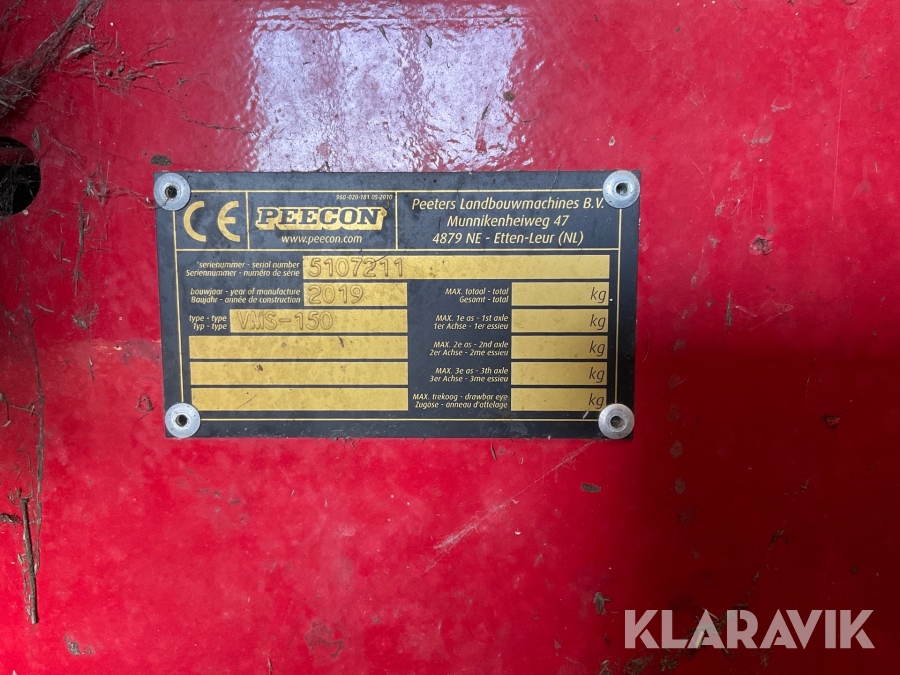 960-020-181 05-2010
CE
PEECON
www.peecon.com
Peeters Landbouwmachines B.V.
Munnikenheiweg 47
4879 NE - Etten-Leur (NL)
serienummer - serial number
Seriennummer - numéro de série
5107211
bouwjaar - year of manufacture
Baujahr - année de construction
2019
type - type
Typ - type
VMS-150
MAX. totaal - total
Gesamt - total
kg
MAX. 1e as - 1st axle
1er Achse - 1er essieu
kg
MAX. 2e as - 2nd axle
2er Achse - 2me essieu
kg
MAX. 3e as - 3th axle
3er Achse - 3me essieu
kg
MAX. trekoog - drawbar eye
Zugöse - anneau d'attelage
kg
KLARAVIK